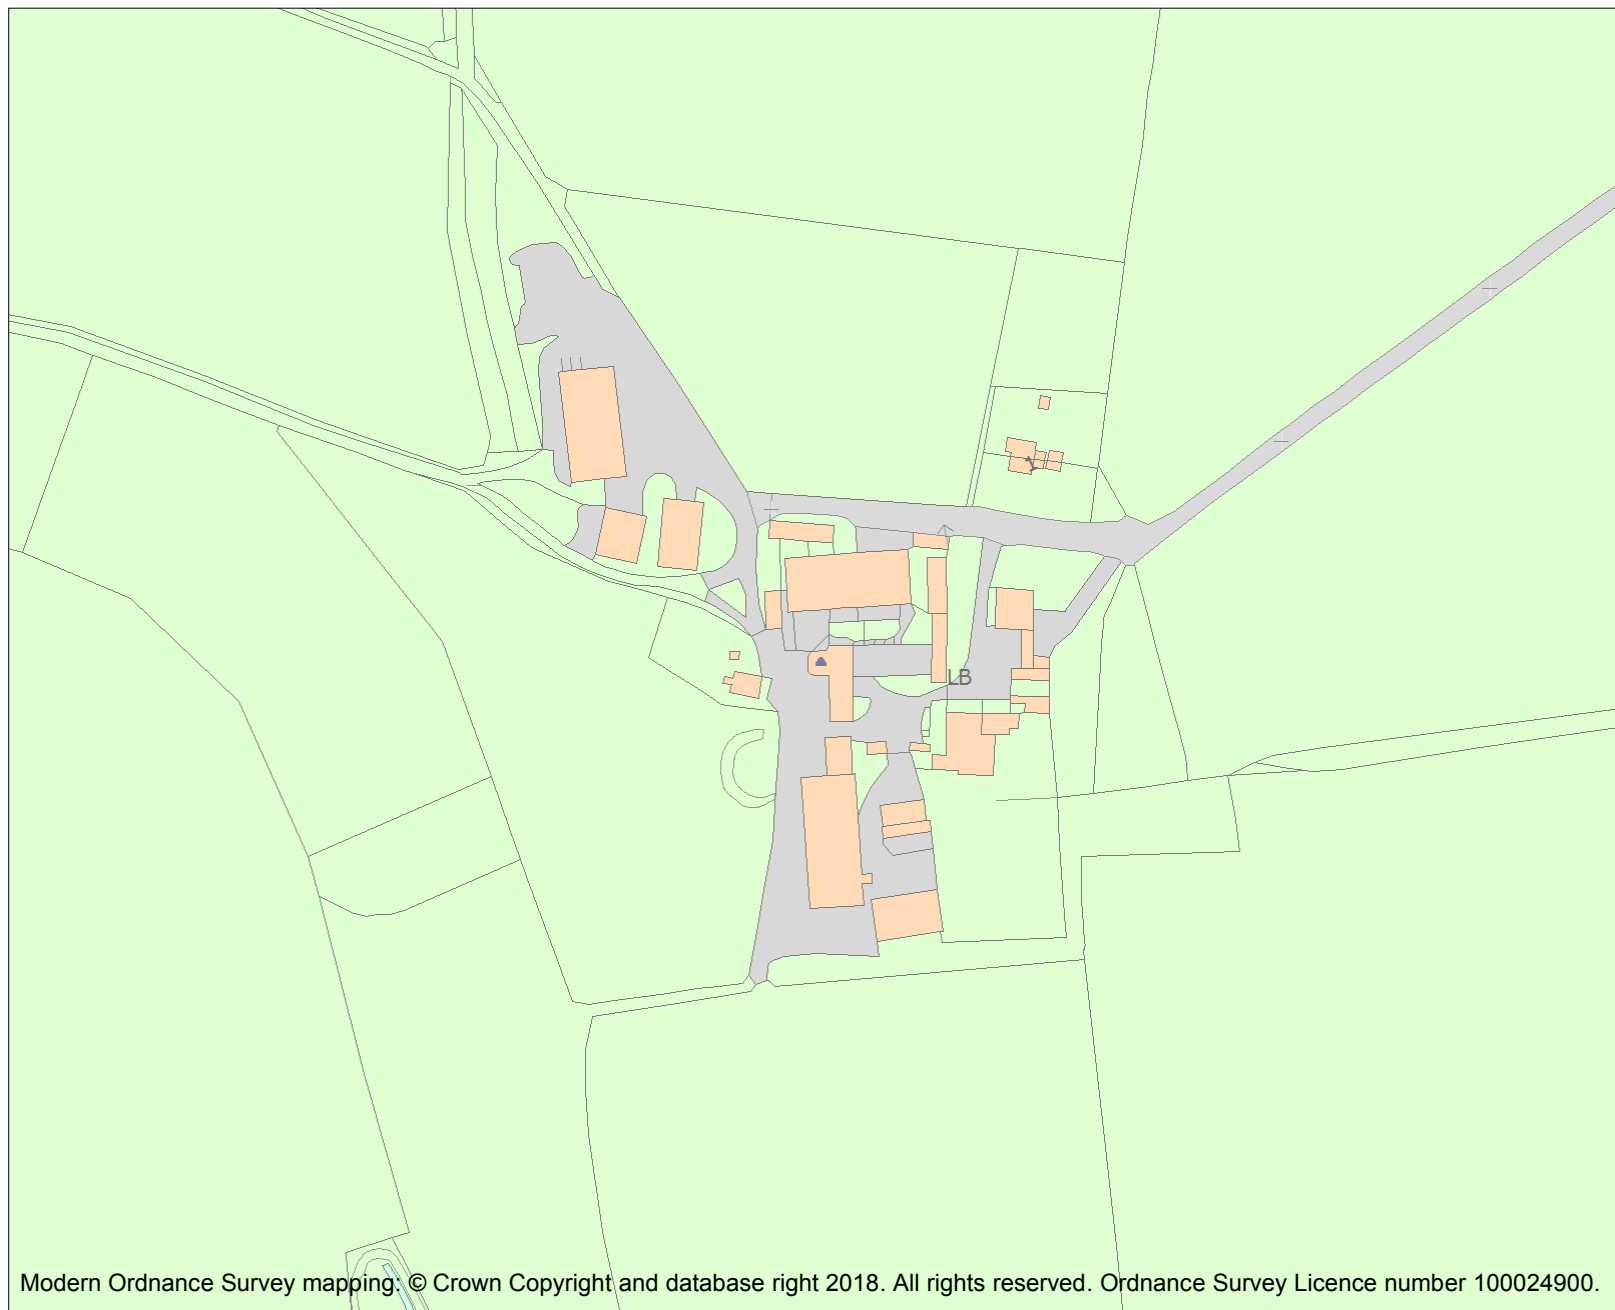 LB
Modern Ordnance Survey mapping: © Crown Copyright and database right 2018. All rights reserved. Ordnance Survey Licence number 100024900.